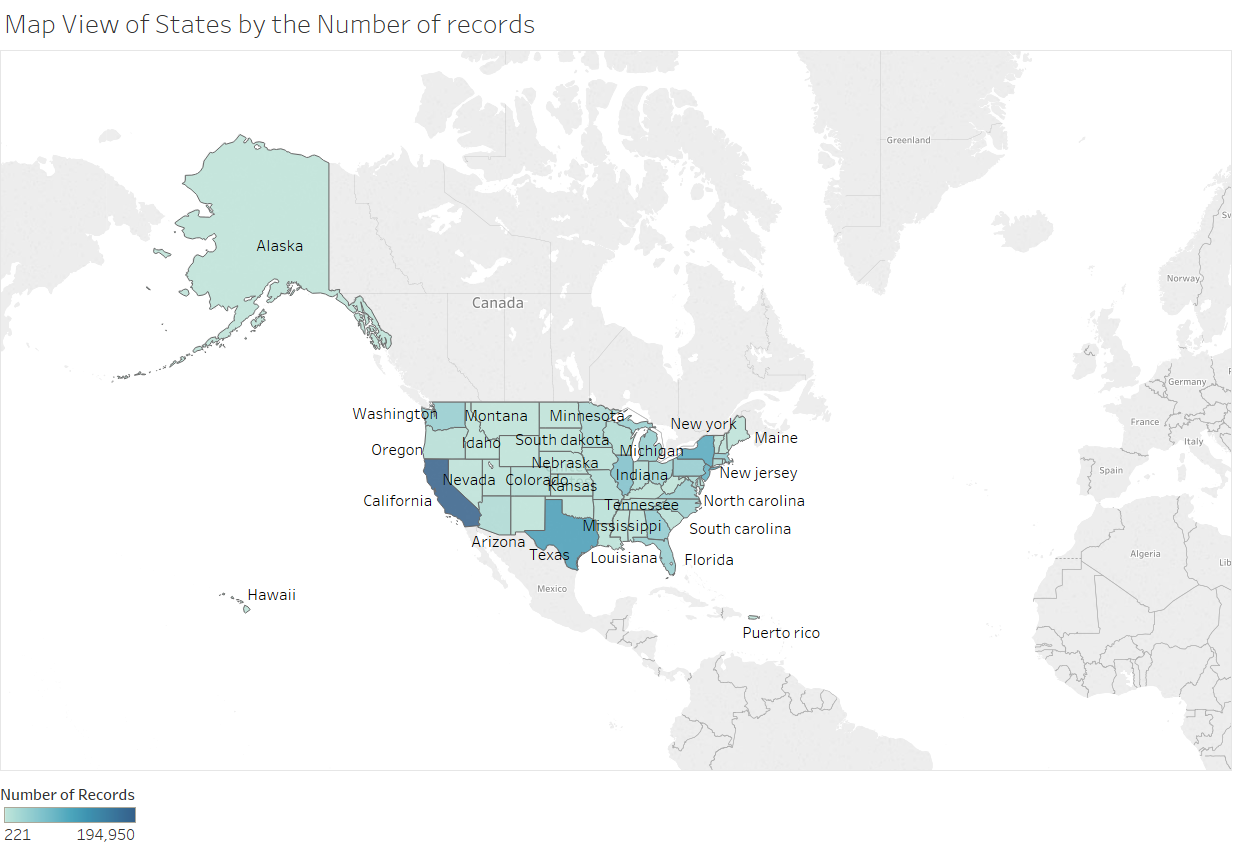 Map View of States by the Number of records
Greenland
Sv
Alaska
Norway
Canada
Germany
F
Washington
Montana
Minnesota
New york
France
Maine
Idaho
South dakota
Italy
Oregon
Michigan
Nebraska
Spain
Nevada
Colorado
Indiana
New jersey
Kansas
California
Tennessee
North carolina
Mississippi
South carolina
Arizona
Texas
Louisiana
Florida
Algeria
Lib
Mexico
Hawaii
Puerto rico
Number of Records
221 194,950